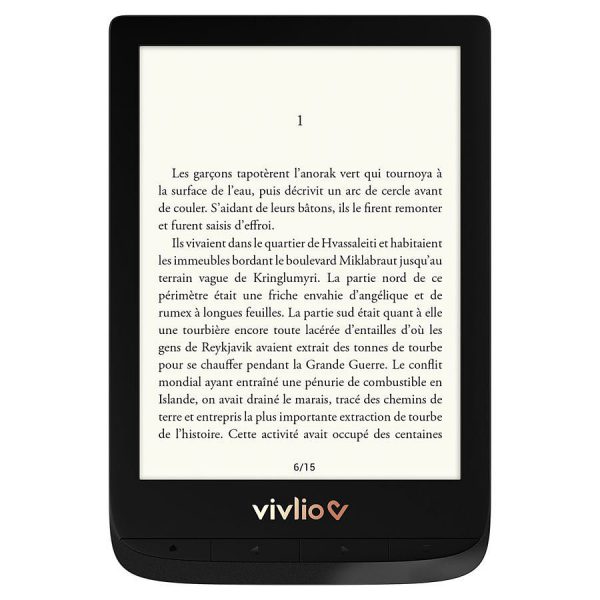 1
Les garçons tapotèrent l'anorak vert qui tournoya à
la surface de l'eau, puis décrivit un arc de cercle avant
de couler. S'aidant de leurs bâtons, ils le firent remonter
et furent saisis d'effroi.
Ils vivaient dans le quartier de Hvassaleiti et habitaient
les immeubles bordant le boulevard Miklabraut jusqu'au
terrain vague de Kringlumyri. La partie nord de ce
périmètre était une friche envahie d'angélique et de
rumex à longues feuilles. La partie sud était quant à elle
une tourbière encore toute lacérée d'entailles d'où les
gens de Reykjavik avaient extrait des tonnes de tourbe
pour se chauffer pendant la Grande Guerre. Le conflit
mondial ayant entraîné une pénurie de combustible en
Islande, on avait drainé le marais, tracé des chemins de
terre et entrepris la plus importante extraction de tourbe
de l'histoire. Cette activité avait occupé des centaines
6/15
vivlio